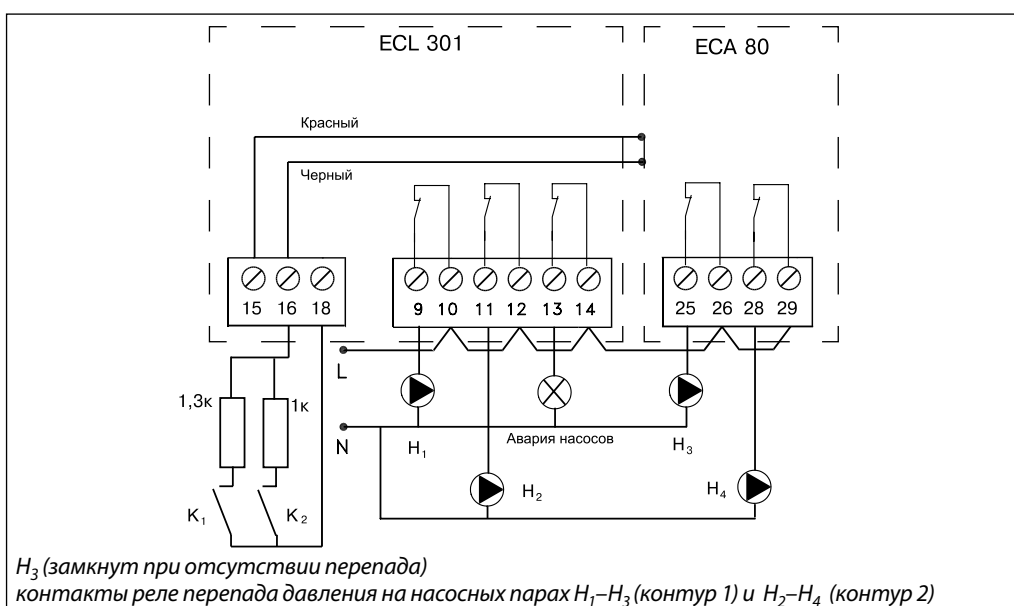 ECL 301 ECA 80
Красный
Черный
15 16 18 9 10 11 12 13 14 25 26 28 29
L
1,3к 1к
N H₁ Авария насосов H₃
K₁ K₂ H₂ H₄
H₃ (замкнут при отсутствии перепада)
контакты реле перепада давления на насосных парах H₁–H₃ (контур 1) и H₂–H₄ (контур 2)